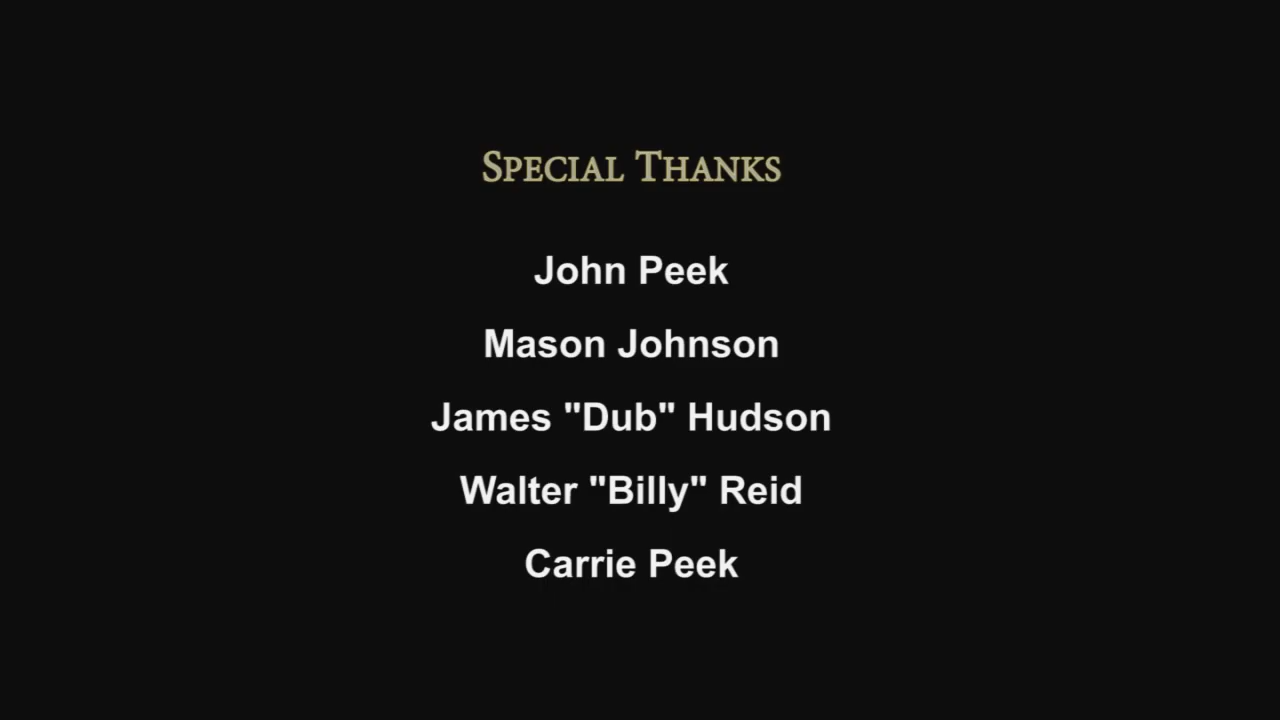 Special Thanks
John Peek
Mason Johnson
James "Dub" Hudson
Walter "Billy" Reid
Carrie Peek